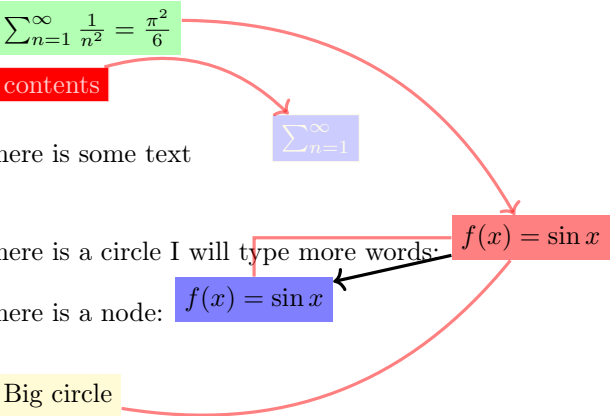 ∑_{n=1}^{∞} 1/n² = π²/6
contents
∑_{n=1}^{∞}
here is some text
here is a circle I will type more words: f(x) = sin x
here is a node: f(x) = sin x
Big circle